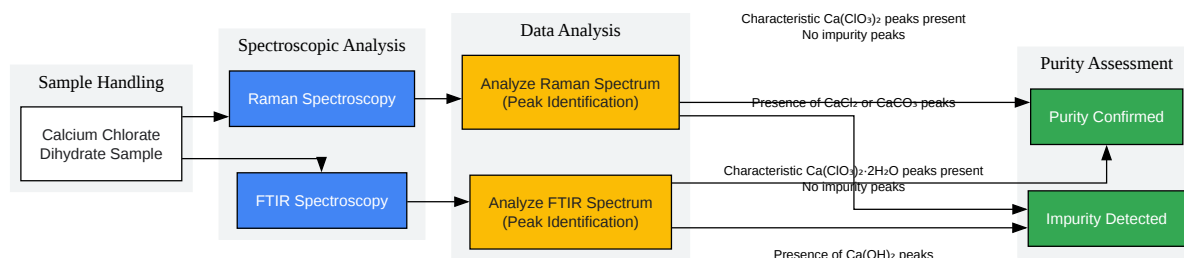 Sample Handling
Calcium Chlorate
Dihydrate Sample
Spectroscopic Analysis
Raman Spectroscopy
FTIR Spectroscopy
Data Analysis
Analyze Raman Spectrum
(Peak Identification)
Analyze FTIR Spectrum
(Peak Identification)
Characteristic Ca(ClO₃)₂ peaks present
No impurity peaks
Presence of CaCl₂ or CaCO₃ peaks
Characteristic Ca(ClO₃)₂·2H₂O peaks present
No impurity peaks
Presence of Ca(OH)₂ peaks
Purity Assessment
Purity Confirmed
Impurity Detected